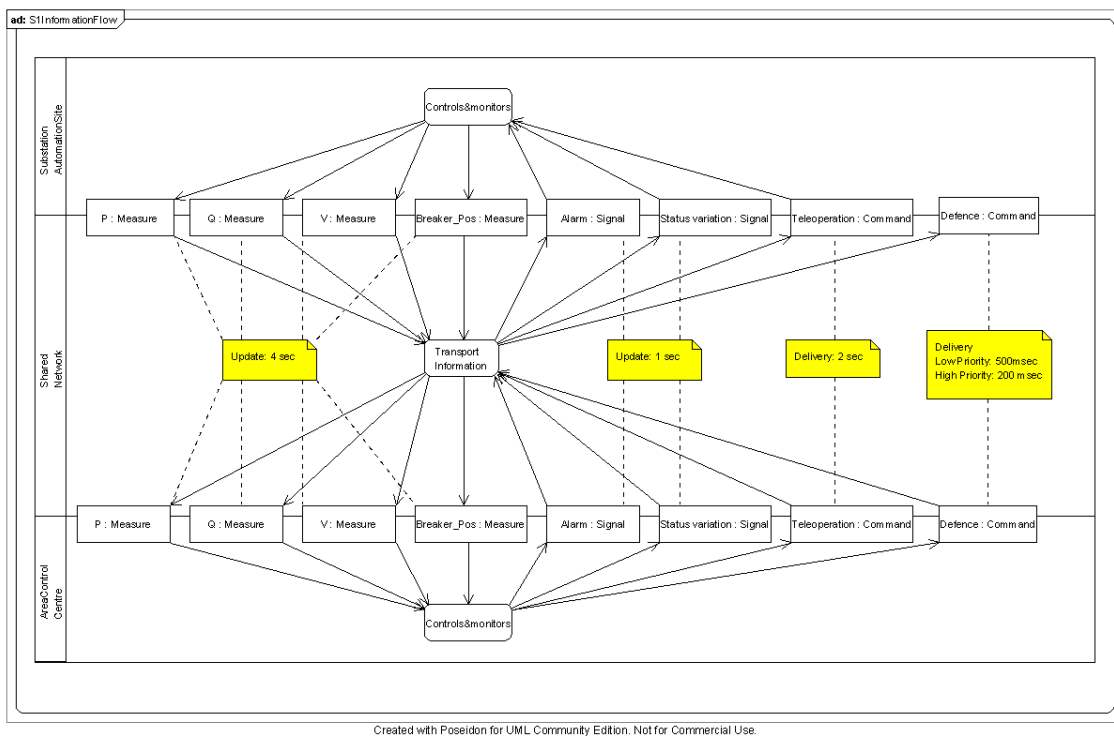 ad: S1InformationFlow
Substation
AutomationSite
Controls&monitors
P : Measure
Q : Measure
V : Measure
Breaker_Pos : Measure
Alarm : Signal
Status variation : Signal
Teleoperation : Command
Defence : Command
Shared
Network
Update: 4 sec
Transport
Information
Update: 1 sec
Delivery: 2 sec
Delivery
Low Priority: 500msec
High Priority: 200 msec
P : Measure
Q : Measure
V : Measure
Breaker_Pos : Measure
Alarm : Signal
Status variation : Signal
Teleoperation : Command
Defence : Command
AreaControl
Centre
Controls&monitors
Created with Poseidon for UML Community Edition. Not for Commercial Use.